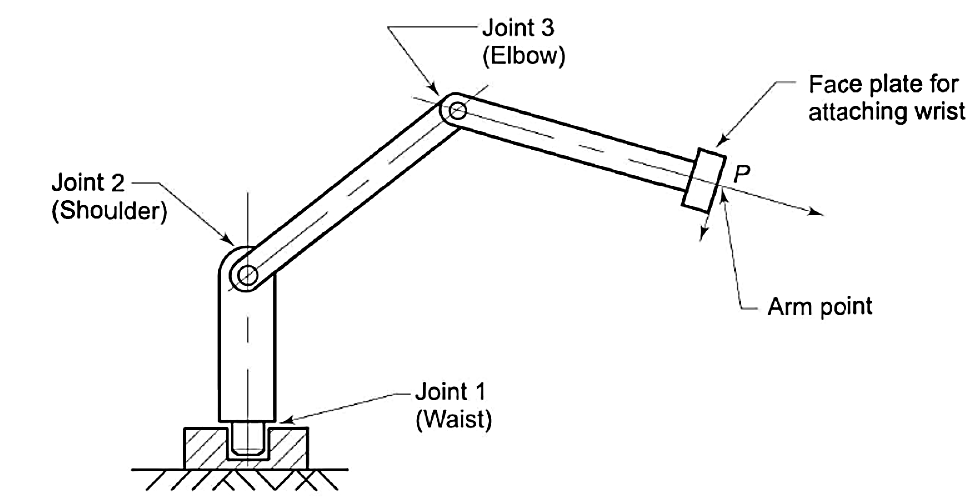 Joint 3
(Elbow)
Face plate for
attaching wrist
P
Joint 2
(Shoulder)
Arm point
Joint 1
(Waist)